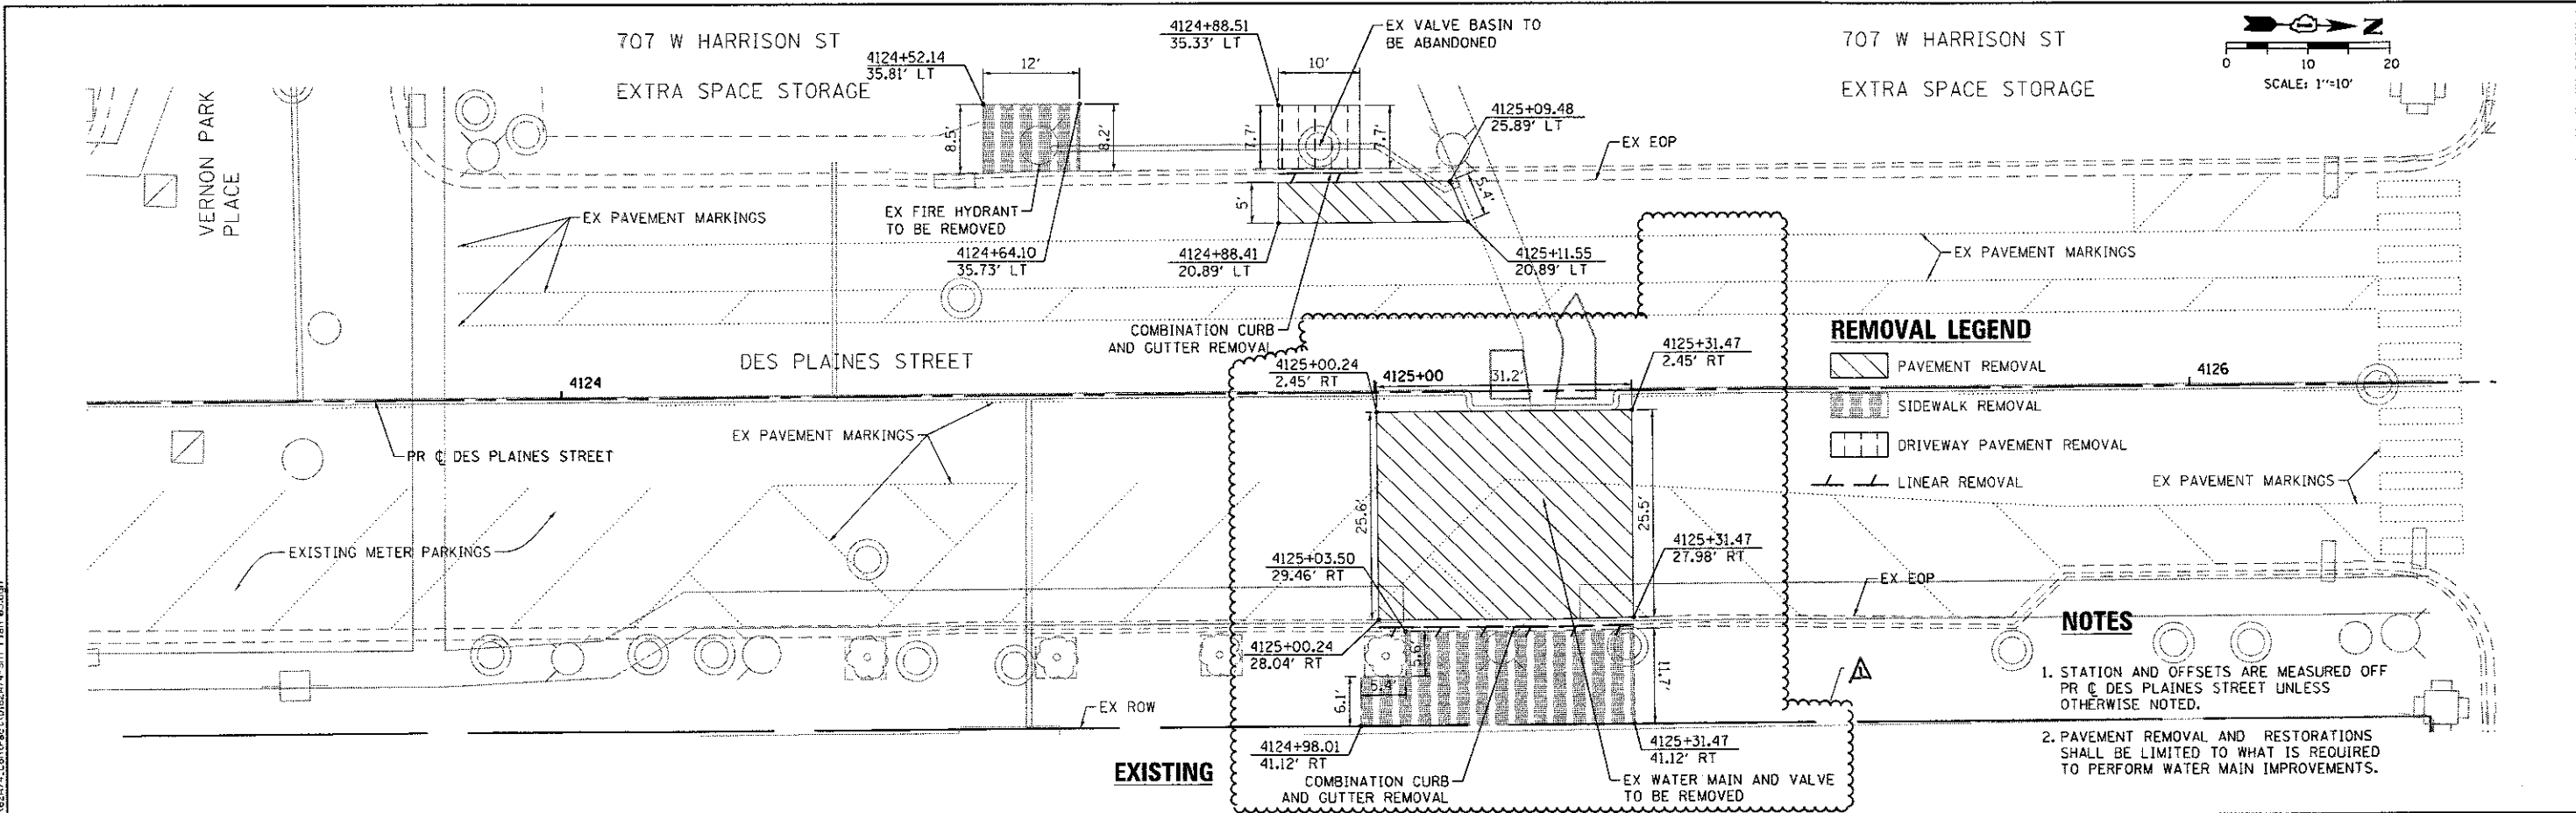 707 W HARRISON ST
EXTRA SPACE STORAGE
4124+52.14
35.81' LT
12'
8.5'
8.2'
4124+88.51
35.33' LT
10'
7.7'
7.7'
EX VALVE BASIN TO
BE ABANDONED
4125+09.48
25.89' LT
EX EOP
707 W HARRISON ST
EXTRA SPACE STORAGE
Z
0 10 20
SCALE: 1"=10'
VERNON PARK
PLACE
EX PAVEMENT MARKINGS
EX FIRE HYDRANT
TO BE REMOVED
4124+64.10
35.73' LT
5'
5.4'
4124+88.41
20.89' LT
4125+11.55
20.89' LT
EX PAVEMENT MARKINGS
COMBINATION CURB
AND GUTTER REMOVAL
DES PLAINES STREET
4124
4125+00.24
2.45' RT
4125+00
31.2'
4125+31.47
2.45' RT
4126
REMOVAL LEGEND
PAVEMENT REMOVAL
SIDEWALK REMOVAL
DRIVEWAY PAVEMENT REMOVAL
LINEAR REMOVAL
EX PAVEMENT MARKINGS
PR ℄ DES PLAINES STREET
EX PAVEMENT MARKINGS
EXISTING METER PARKINGS
25.6'
25.5'
4125+03.50
29.46' RT
4125+31.47
27.98' RT
EX EOP
4125+00.24
28.04' RT
5.6'
5.4'
6.1'
11.7'
1
EX ROW
4124+98.01
41.12' RT
4125+31.47
41.12' RT
EXISTING
COMBINATION CURB
AND GUTTER REMOVAL
EX WATER MAIN AND VALVE
TO BE REMOVED
NOTES
1. STATION AND OFFSETS ARE MEASURED OFF
PR ℄ DES PLAINES STREET UNLESS
OTHERWISE NOTED.
2. PAVEMENT REMOVAL AND RESTORATIONS
SHALL BE LIMITED TO WHAT IS REQUIRED
TO PERFORM WATER MAIN IMPROVEMENTS.